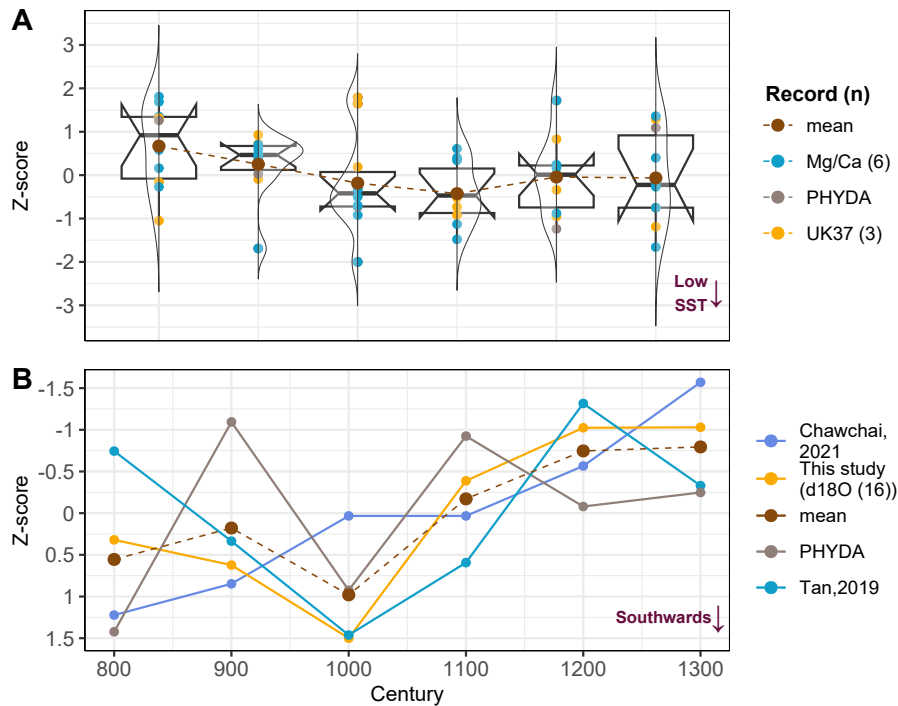 A
3
2
1
0
-1
-2
-3
Z-score
Low
SST
Record (n)
mean
Mg/Ca (6)
PHYDA
UK37 (3)
B
-1.5
-1
-0.5
0
0.5
1
1.5
Z-score
Southwards
800 900 1000 1100 1200 1300
Century
Chawchai,
2021
This study
(d18O (16))
mean
PHYDA
Tan,2019